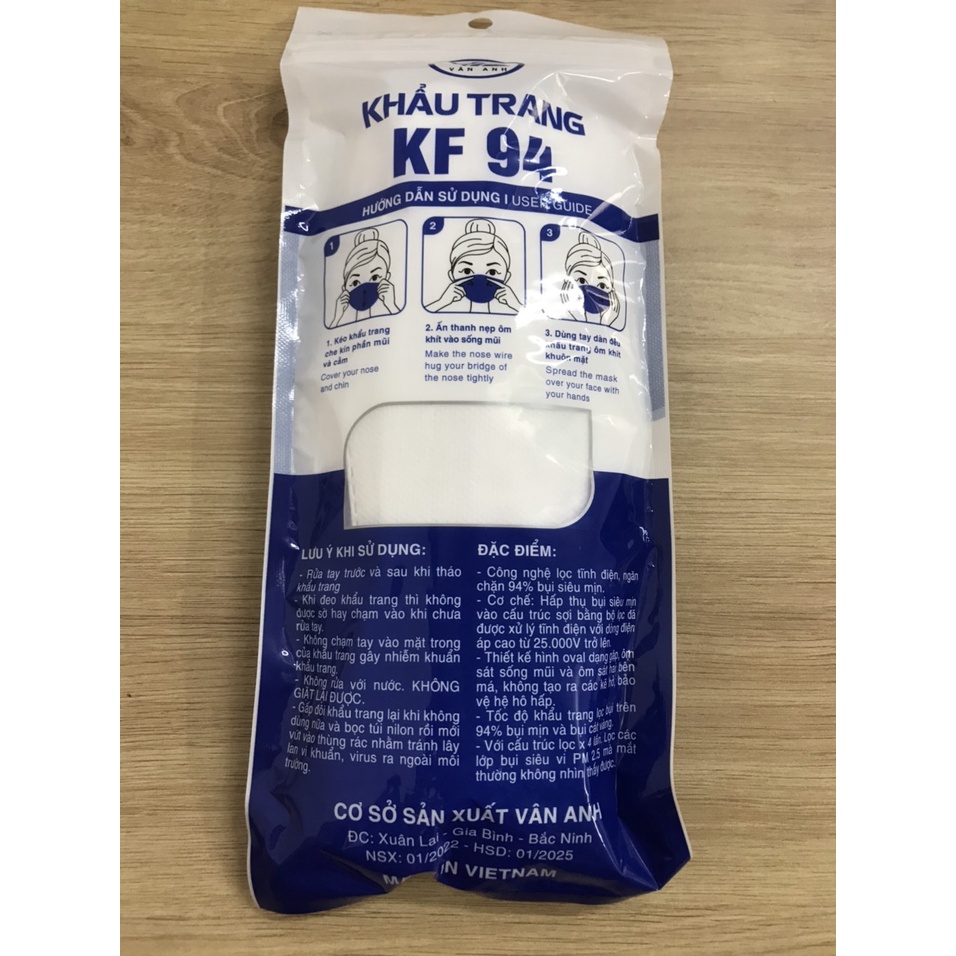 VÂN ANH
KHẨU TRANG
KF 94
HƯỚNG DẪN SỬ DỤNG I USER GUIDE
1
2
3
1. Kéo khẩu trang
che kín phần mũi
và cằm
Cover your nose
and chin
2. Ấn thanh nẹp ôm
khít vào sống mũi
Make the nose wire
hug your bridge of
the nose tightly
3. Dùng tay dàn đều
khẩu trang ôm khít
khuôn mặt
Spread the mask
over your face with
your hands
LƯU Ý KHI SỬ DỤNG:
- Rửa tay trước và sau khi tháo
khẩu trang
- Khi đeo khẩu trang thì không
được sờ hay chạm vào khi chưa
rửa tay.
- Không chạm tay vào mặt trong
của khẩu trang gây nhiễm khuẩn
khẩu trang.
- Không rửa với nước. KHÔNG
GIẶT LẠI ĐƯỢC.
- Gấp đôi khẩu trang lại khi không
dùng nữa và bọc túi nilon rồi mới
vứt vào thùng rác nhằm tránh lây
lan vi khuẩn, virus ra ngoài môi
trường.
ĐẶC ĐIỂM:
- Công nghệ lọc tĩnh điện, ngăn
chặn 94% bụi siêu mịn.
- Cơ chế: Hấp thụ bụi siêu mịn
vào cấu trúc sợi bằng bộ lọc đã
được xử lý tĩnh điện với dòng điện
áp cao từ 25.000V trở lên.
- Thiết kế hình oval dạng gấp, ôm
sát sống mũi và ôm sát hai bên
má, không tạo ra các kẽ hở, bảo
vệ hệ hô hấp.
- Tốc độ khẩu trang lọc bụi trên
94% bụi mịn và bụi cát vàng.
- Với cấu trúc lọc x 4 lần. Lọc các
lớp bụi siêu vi PM 2.5 mà mắt
thường không nhìn thấy được.
CƠ SỞ SẢN XUẤT VÂN ANH
ĐC: Xuân Lai - Gia Bình - Bắc Ninh
NSX: 01/2022 - HSD: 01/2025
MADE IN VIETNAM